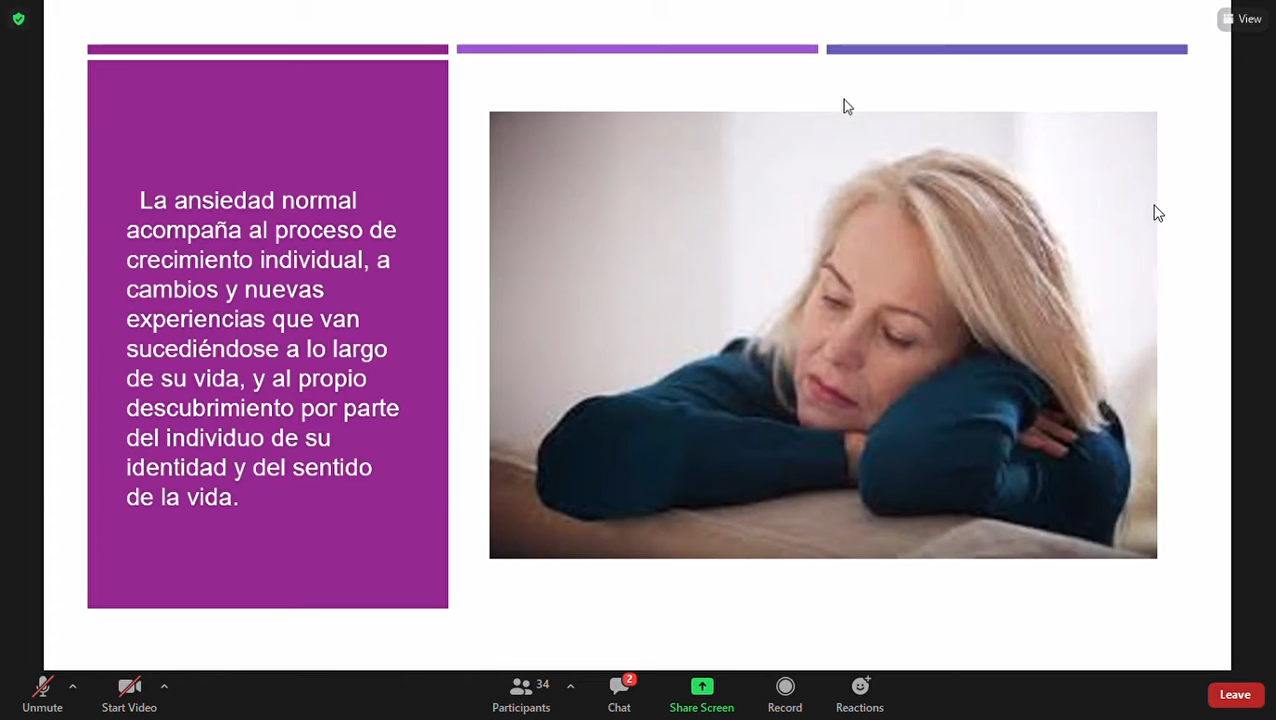 View
La ansiedad normal
acompaña al proceso de
crecimiento individual, a
cambios y nuevas
experiencias que van
sucediéndose a lo largo
de su vida, y al propio
descubrimiento por parte
del individuo de su
identidad y del sentido
de la vida.
34
2
Unmute
Start Video
Participants
Chat
Share Screen
Record
Reactions
Leave